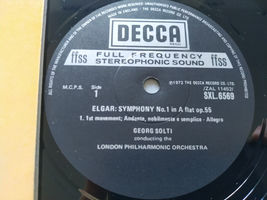 DECCA
ffss
FULL FREQUENCY
STEREOPHONIC SOUND
ffss
℗1972 THE DECCA RECORD CO. LTD.
M.C.P.S.
Side
1
SXL.6569
ELGAR: SYMPHONY No.1 in A flat op.55
1. 1st movement; Andante, nobilmente e semplice - Allegro
GEORG SOLTI
conducting the
LONDON PHILHARMONIC ORCHESTRA